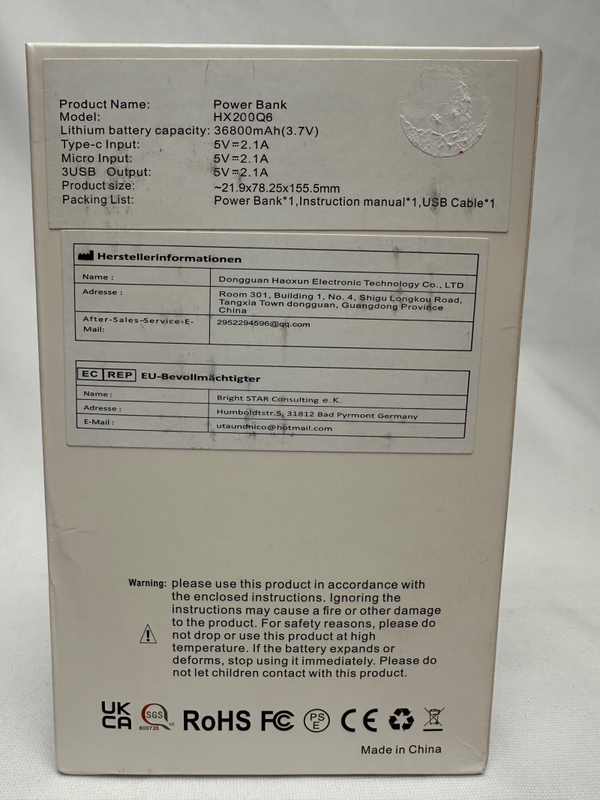 Product Name: Power Bank
Model: HX200Q6
Lithium battery capacity: 36800mAh(3.7V)
Type-c Input: 5V⎓2.1A
Micro Input: 5V⎓2.1A
3USB Output: 5V⎓2.1A
Product size: ~21.9x78.25x155.5mm
Packing List: Power Bank*1,Instruction manual*1,USB Cable*1
Herstellerinformationen
Name : Dongguan Haoxun Electronic Technology Co., LTD
Adresse : Room 301, Building 1, No. 4, Shigu Longkou Road,
Tangxia Town dongguan, Guangdong Province
China
After-Sales-Service-E- 2952294596@qq.com
Mail:
EC REP EU-Bevollmächtigter
Name : Bright STAR Consulting e.K.
Adresse : Humboldtstr.5, 31812 Bad Pyrmont Germany
E-Mail : utaundnico@hotmail.com
Warning: please use this product in accordance with
the enclosed instructions. Ignoring the
instructions may cause a fire or other damage
to the product. For safety reasons, please do
not drop or use this product at high
temperature. If the battery expands or
deforms, stop using it immediately. Please do
not let children contact with this product.
UK CA SGS 800735 RoHS FC PSE CE
Made in China